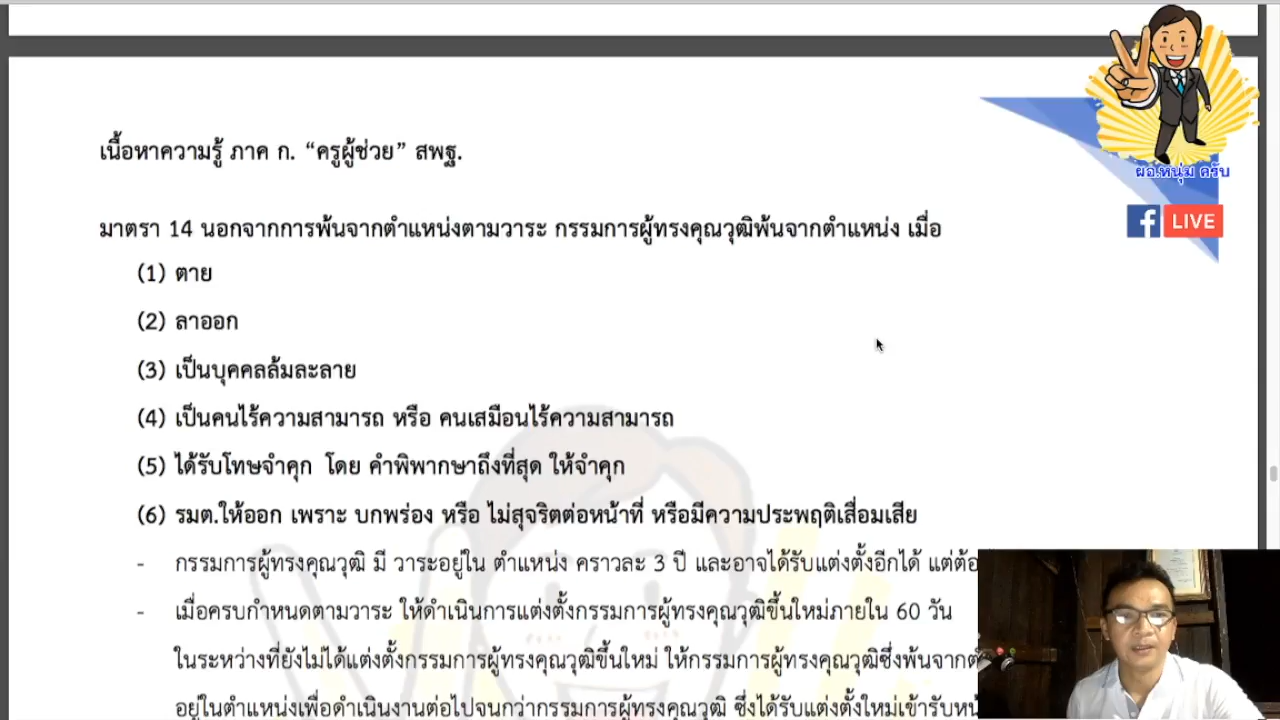 ผอ.หนุ่ม ครับ
f LIVE
เนื้อหาความรู้ ภาค ก. “ครูผู้ช่วย” สพฐ.
มาตรา 14 นอกจากการพ้นจากตำแหน่งตามวาระ กรรมการผู้ทรงคุณวุฒิพ้นจากตำแหน่ง เมื่อ
(1) ตาย
(2) ลาออก
(3) เป็นบุคคลล้มละลาย
(4) เป็นคนไร้ความสามารถ หรือ คนเสมือนไร้ความสามารถ
(5) ได้รับโทษจำคุก โดย คำพิพากษาถึงที่สุด ให้จำคุก
(6) รมต.ให้ออก เพราะ บกพร่อง หรือ ไม่สุจริตต่อหน้าที่ หรือมีความประพฤติเสื่อมเสีย
- กรรมการผู้ทรงคุณวุฒิ มี วาระอยู่ใน ตำแหน่ง คราวละ 3 ปี และอาจได้รับแต่งตั้งอีกได้ แต่ต้อ
- เมื่อครบกำหนดตามวาระ ให้ดำเนินการแต่งตั้งกรรมการผู้ทรงคุณวุฒิขึ้นใหม่ภายใน 60 วัน
ในระหว่างที่ยังไม่ได้แต่งตั้งกรรมการผู้ทรงคุณวุฒิขึ้นใหม่ ให้กรรมการผู้ทรงคุณวุฒิซึ่งพ้นจาก
อยู่ในตำแหน่งเพื่อดำเนินงานต่อไปจนกว่ากรรมการผู้ทรงคุณวุฒิ ซึ่งได้รับแต่งตั้งใหม่เข้ารับ